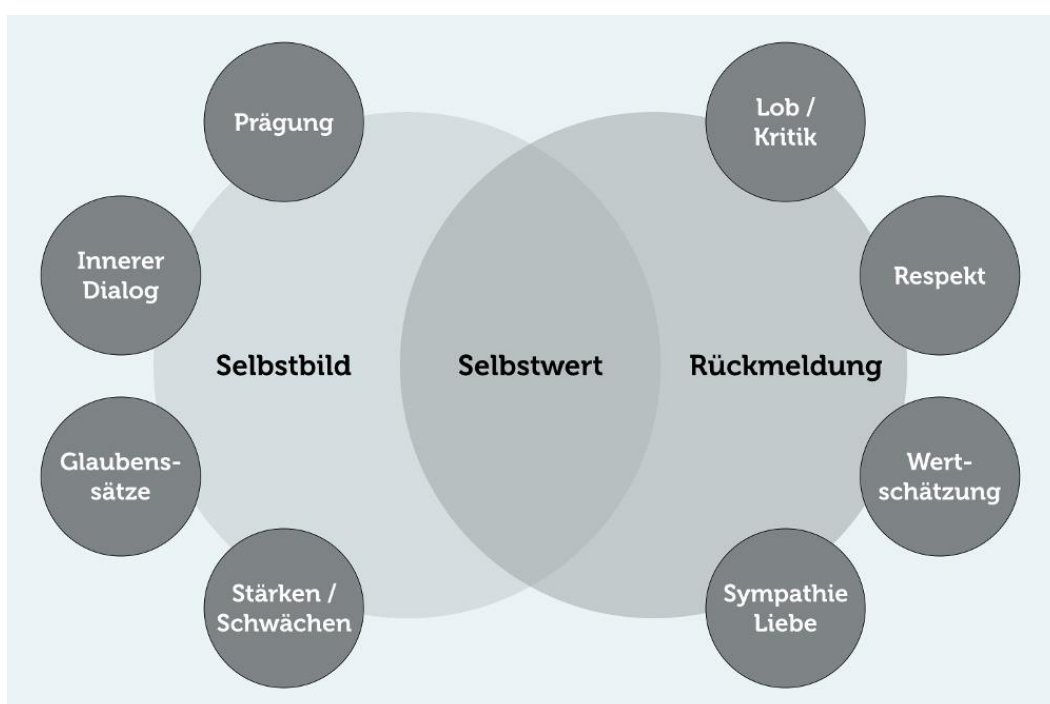 Prägung
Innerer
Dialog
Glaubens-
sätze
Stärken /
Schwächen
Selbstbild
Selbstwert
Rückmeldung
Lob /
Kritik
Respekt
Wert-
schätzung
Sympathie
Liebe